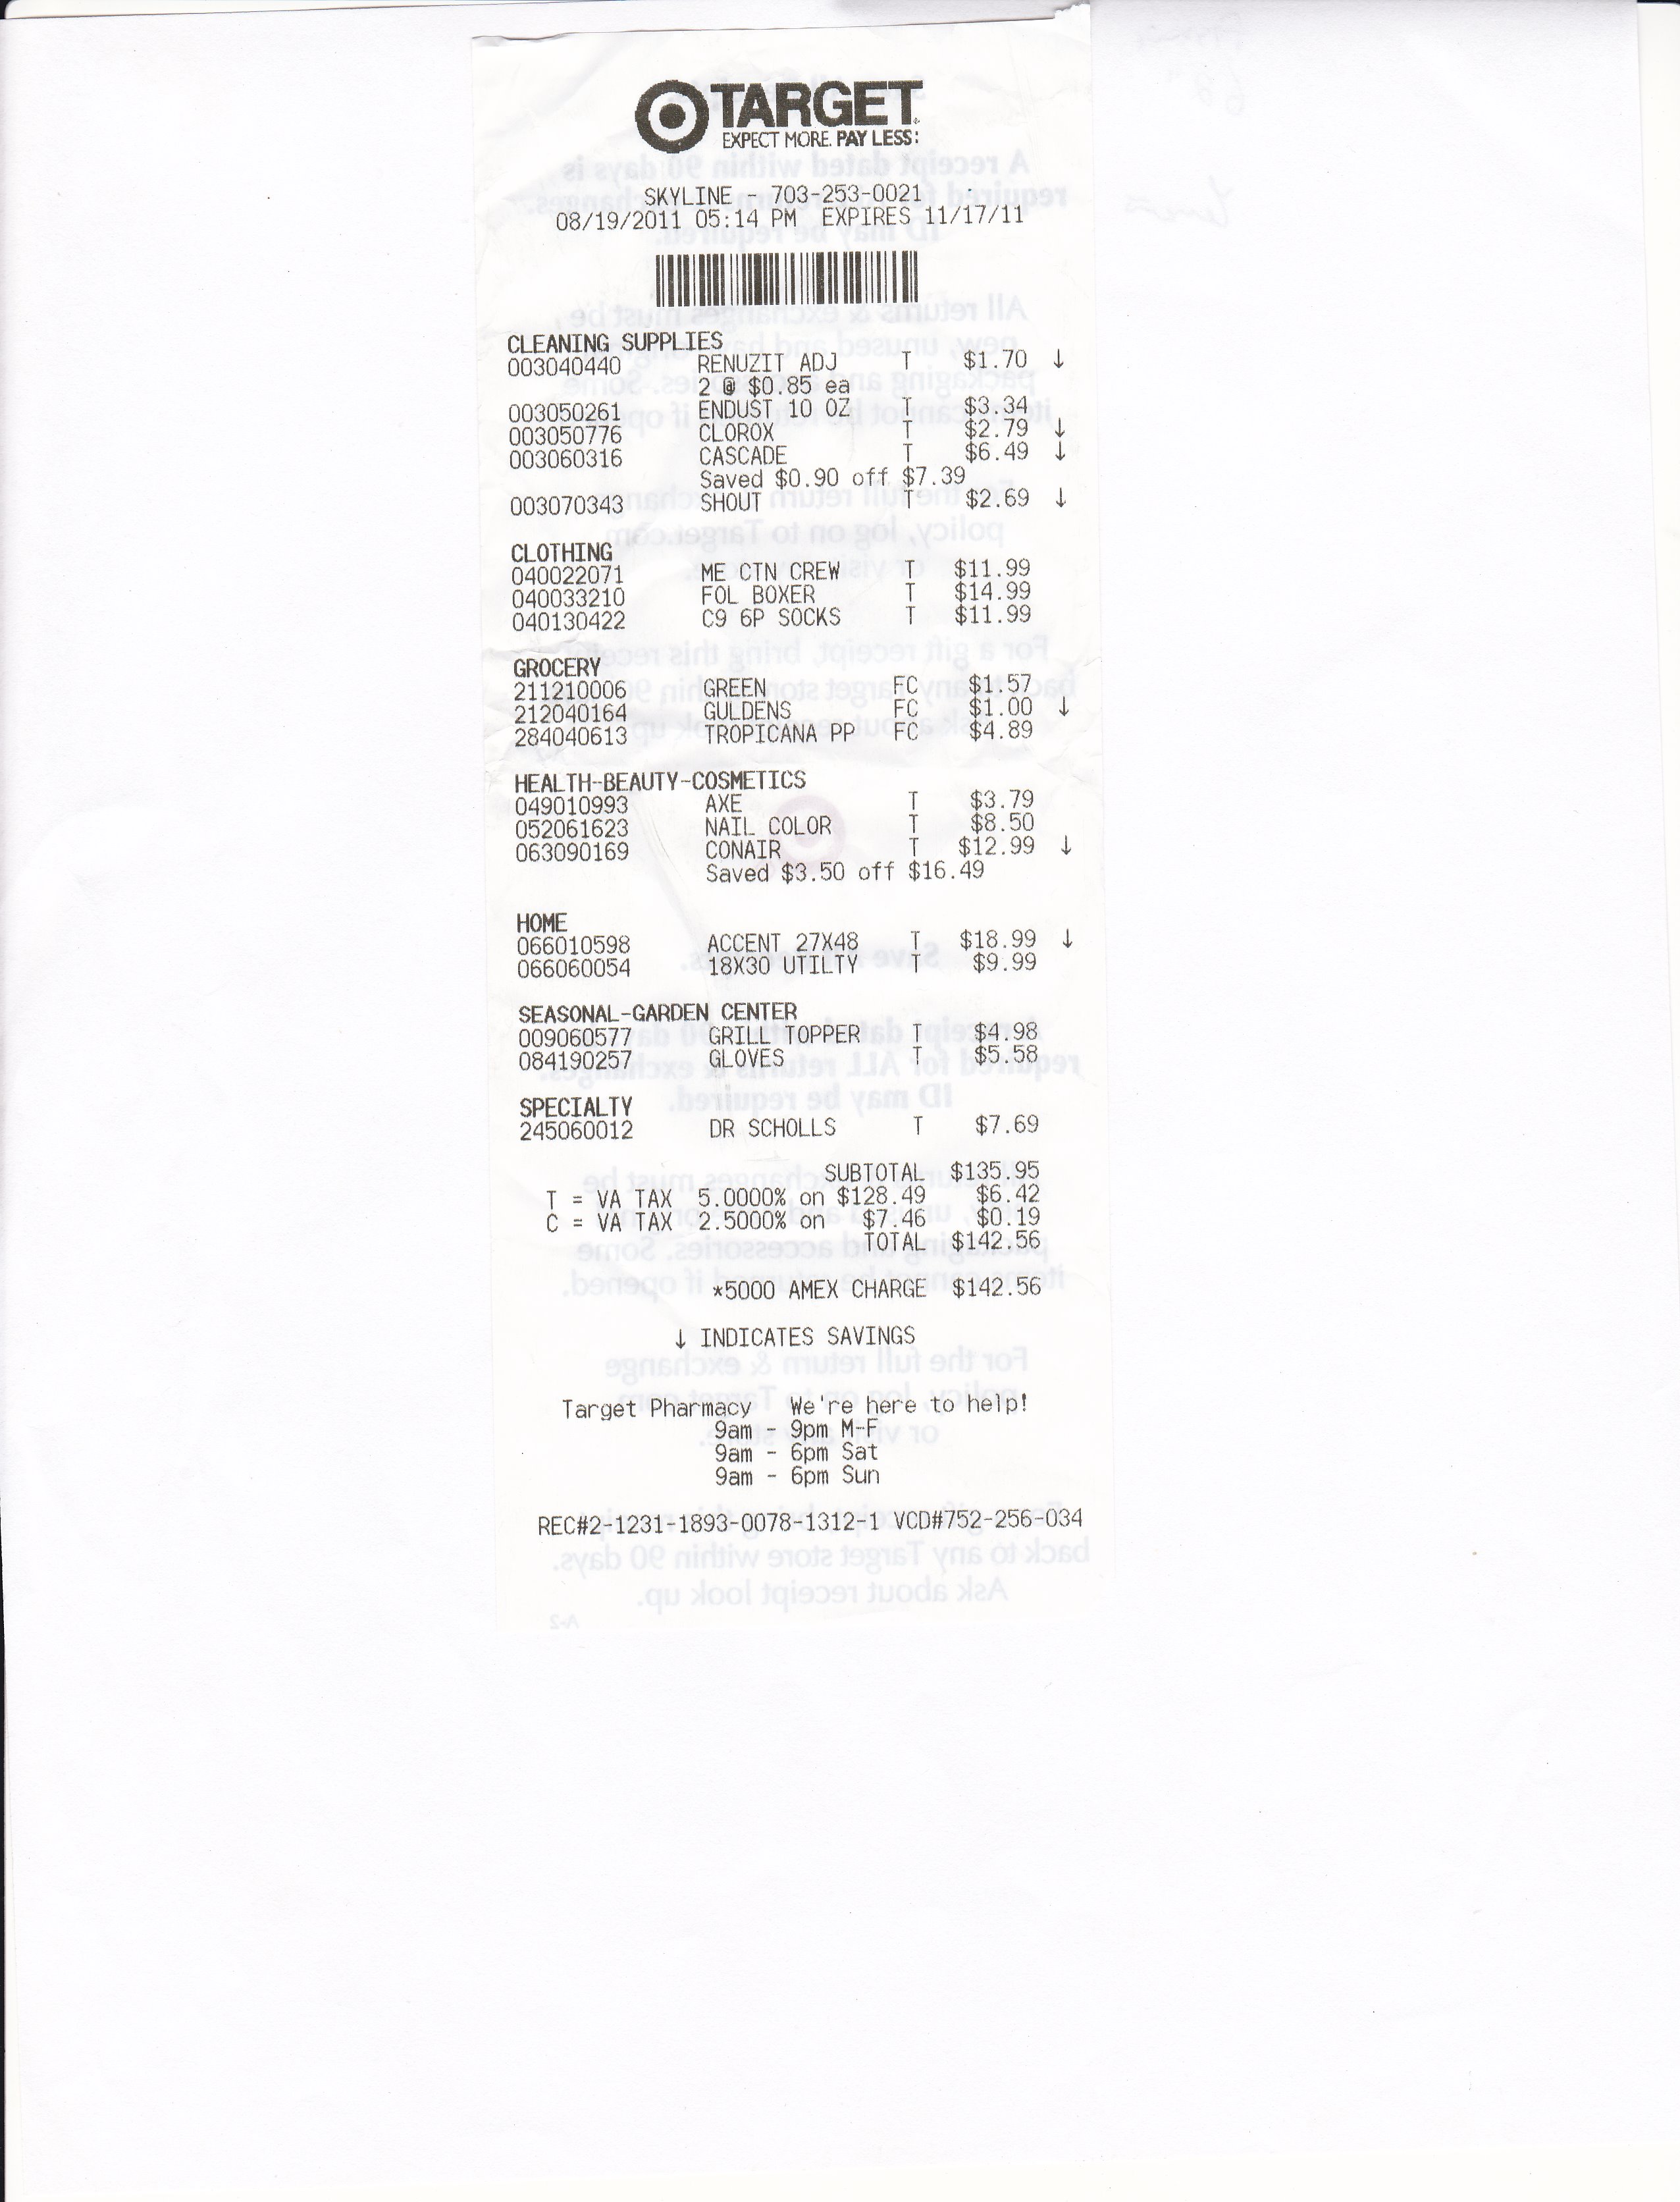 TARGET
EXPECT MORE. PAY LESS.
SKYLINE - 703-253-0021
08/19/2011 05:14 PM EXPIRES 11/17/11
CLEANING SUPPLIES
003040440 RENUZIT ADJ T $1.70 ↓
2 @ $0.85 ea
003050261 ENDUST 10 OZ T $3.34
003050776 CLOROX T $2.79 ↓
003060316 CASCADE T $6.49 ↓
Saved $0.90 off $7.39
003070343 SHOUT T $2.69 ↓
CLOTHING
040022071 ME CTN CREW T $11.99
040033210 FOL BOXER T $14.99
040130422 C9 6P SOCKS T $11.99
GROCERY
211210006 GREEN FC $1.57
212040164 GULDENS FC $1.00 ↓
284040613 TROPICANA PP FC $4.89
HEALTH-BEAUTY-COSMETICS
049010993 AXE T $3.79
052061623 NAIL COLOR T $8.50
063090169 CONAIR T $12.99 ↓
Saved $3.50 off $16.49
HOME
066010598 ACCENT 27X48 T $18.99 ↓
066060054 18X30 UTILTY T $9.99
SEASONAL-GARDEN CENTER
009060577 GRILL TOPPER T $4.98
084190257 GLOVES T $5.58
SPECIALTY
245060012 DR SCHOLLS T $7.69
SUBTOTAL $135.95
T = VA TAX 5.0000% on $128.49 $6.42
C = VA TAX 2.5000% on $7.46 $0.19
TOTAL $142.56
*5000 AMEX CHARGE $142.56
↓ INDICATES SAVINGS
Target Pharmacy We're here to help!
9am - 9pm M-F
9am - 6pm Sat
9am - 6pm Sun
REC#2-1231-1893-0078-1312-1 VCD#752-256-034